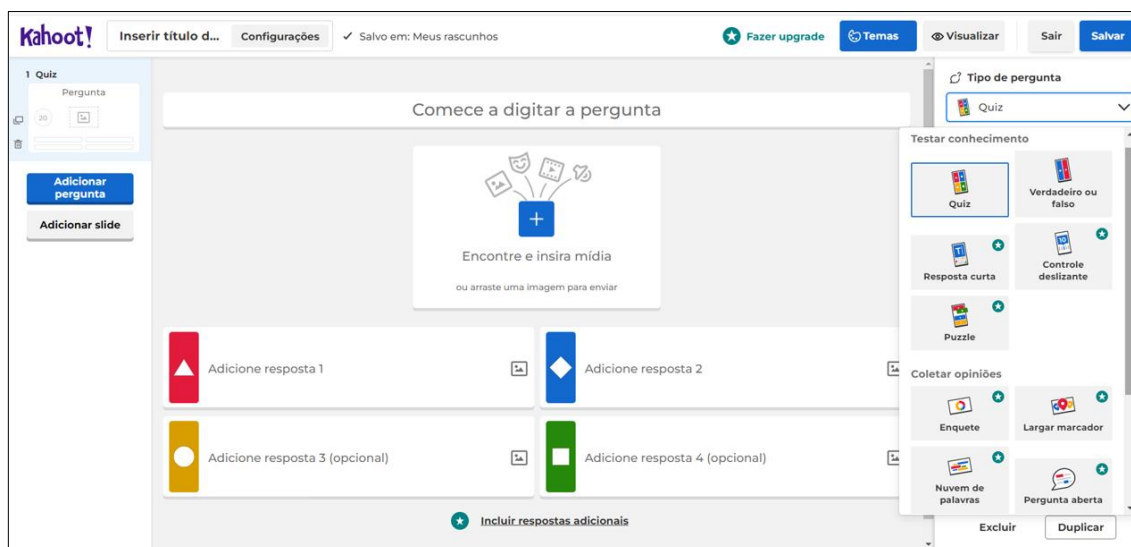 Kahoot!
Inserir título d...
Configurações
✓ Salvo em: Meus rascunhos
Fazer upgrade
Temas
Visualizar
Sair
Salvar
1 Quiz
Pergunta
20
Adicionar
pergunta
Adicionar slide
Comece a digitar a pergunta
Encontre e insira mídia
ou arraste uma imagem para enviar
Adicione resposta 1
Adicione resposta 2
Adicione resposta 3 (opcional)
Adicione resposta 4 (opcional)
Incluir respostas adicionais
Tipo de pergunta
Quiz
Testar conhecimento
Quiz
Verdadeiro ou
falso
Resposta curta
Controle
deslizante
Puzzle
Coletar opiniões
Enquete
Largar marcador
Nuvem de
palavras
Pergunta aberta
Excluir
Duplicar